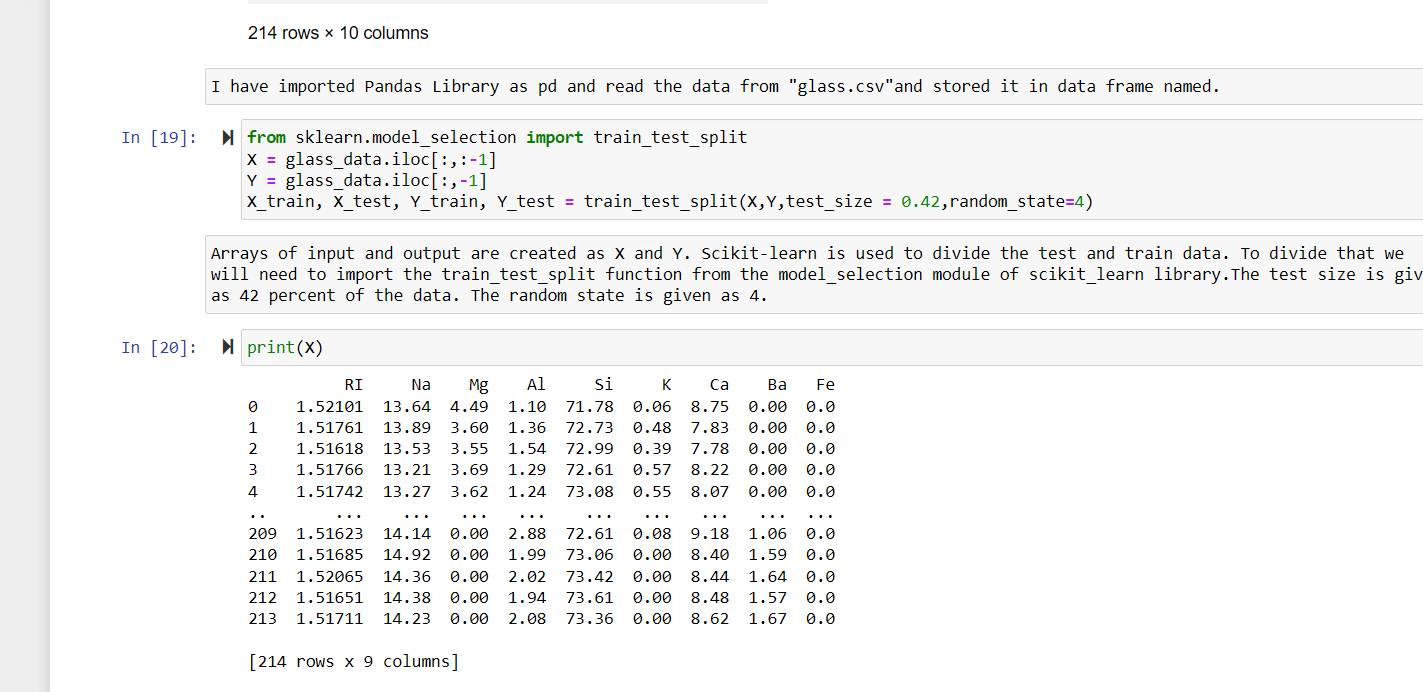 214 rows × 10 columns
I have imported Pandas Library as pd and read the data from "glass.csv"and stored it in data frame named.
In [19]: from sklearn.model_selection import train_test_split
X = glass_data.iloc[:,:-1]
Y = glass_data.iloc[:,-1]
X_train, X_test, Y_train, Y_test = train_test_split(X,Y,test_size = 0.42,random_state=4)
Arrays of input and output are created as X and Y. Scikit-learn is used to divide the test and train data. To divide that we
will need to import the train_test_split function from the model_selection module of scikit_learn library.The test size is giv
as 42 percent of the data. The random state is given as 4.
In [20]: print(X)
RI Na Mg Al Si K Ca Ba Fe
0 1.52101 13.64 4.49 1.10 71.78 0.06 8.75 0.00 0.0
1 1.51761 13.89 3.60 1.36 72.73 0.48 7.83 0.00 0.0
2 1.51618 13.53 3.55 1.54 72.99 0.39 7.78 0.00 0.0
3 1.51766 13.21 3.69 1.29 72.61 0.57 8.22 0.00 0.0
4 1.51742 13.27 3.62 1.24 73.08 0.55 8.07 0.00 0.0
.. ... ... ... ... ... ... ... ... ...
209 1.51623 14.14 0.00 2.88 72.61 0.08 9.18 1.06 0.0
210 1.51685 14.92 0.00 1.99 73.06 0.00 8.40 1.59 0.0
211 1.52065 14.36 0.00 2.02 73.42 0.00 8.44 1.64 0.0
212 1.51651 14.38 0.00 1.94 73.61 0.00 8.48 1.57 0.0
213 1.51711 14.23 0.00 2.08 73.36 0.00 8.62 1.67 0.0
[214 rows x 9 columns]